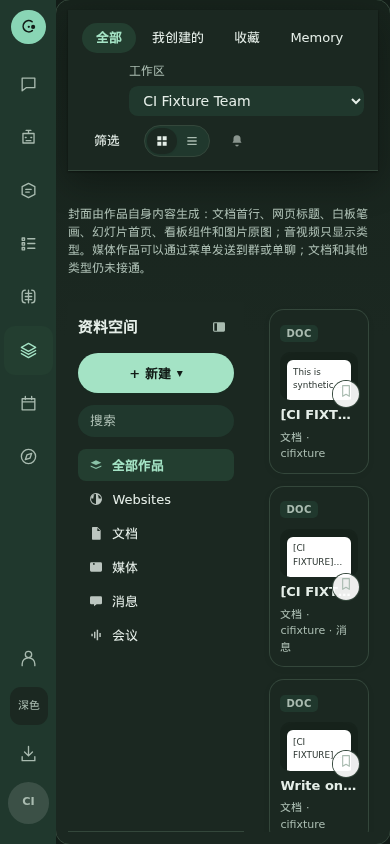 全部 我创建的 收藏 Memory
工作区
CI Fixture Team
筛选
封面由作品自身内容生成：文档首行、网页标题、白板笔
画、幻灯片首页、看板组件和图片原图；音视频只显示类
型。媒体作品可以通过菜单发送到群或单聊；文档和其他
类型仍未接通。
资料空间
+ 新建 ▾
搜索
全部作品
Websites
文档
媒体
消息
会议
DOC
This is
synthetic
[CI FIXT…
文档 ·
cifixture
DOC
[CI
FIXTURE]…
[CI FIXT…
文档 ·
cifixture · 消
息
DOC
[CI
FIXTURE]
Write on…
文档 ·
cifixture
深色
CI